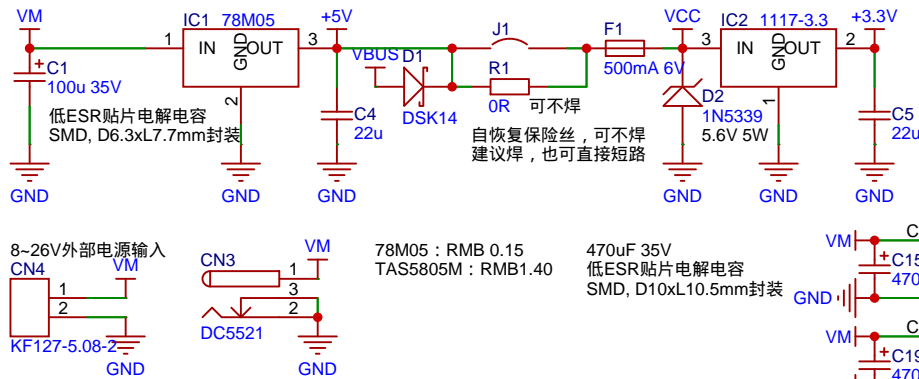 VM
IC1 78M05
+5V
J1
F1
VCC
IC2 1117-3.3
+3.3V
1 IN GND OUT 3
2
C1
100u 35V
低ESR贴片电解电容
SMD, D6.3xL7.7mm封装
C4
22u
VBUS D1
DSK14
R1
0R 可不焊
自恢复保险丝，可不焊
建议焊，也可直接短路
500mA 6V
D2
1N5339
5.6V 5W
3 IN GND OUT 2
1
C5
22u
GND GND GND GND GND GND
8~26V外部电源输入
CN4
VM
1
2
KF127-5.08-2
GND
CN3
VM
1
3
2
DC5521
GND
78M05：RMB 0.15
TAS5805M：RMB1.40
470uF 35V
低ESR贴片电解电容
SMD, D10xL10.5mm封装
VM C
C15
470
GND
VM C
C19
470